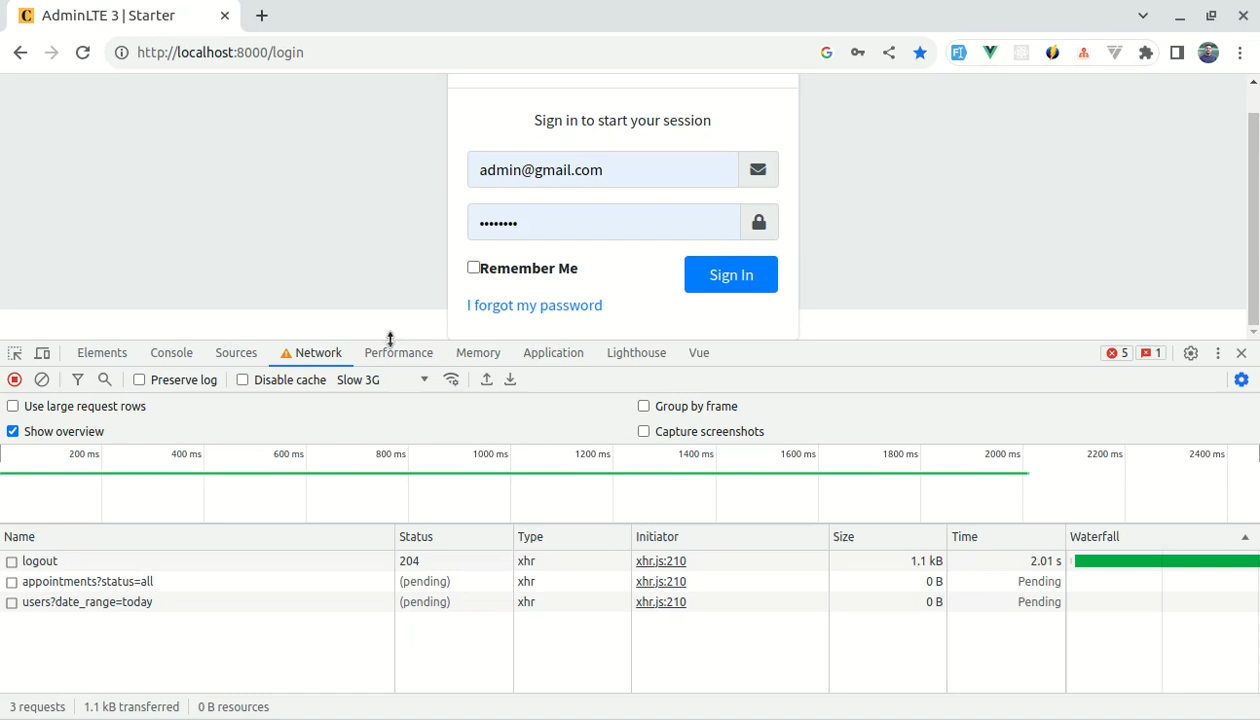 AdminLTE 3 | Starter
http://localhost:8000/login
Sign in to start your session
admin@gmail.com
••••••••
Remember Me
Sign In
I forgot my password
Elements Console Sources Network Performance Memory Application Lighthouse Vue 5 1
Preserve log Disable cache Slow 3G
Use large request rows Group by frame
Show overview Capture screenshots
200 ms 400 ms 600 ms 800 ms 1000 ms 1200 ms 1400 ms 1600 ms 1800 ms 2000 ms 2200 ms 2400 ms
Name Status Type Initiator Size Time Waterfall
logout 204 xhr xhr.js:210 1.1 kB 2.01 s
appointments?status=all (pending) xhr xhr.js:210 0 B Pending
users?date_range=today (pending) xhr xhr.js:210 0 B Pending
3 requests 1.1 kB transferred 0 B resources